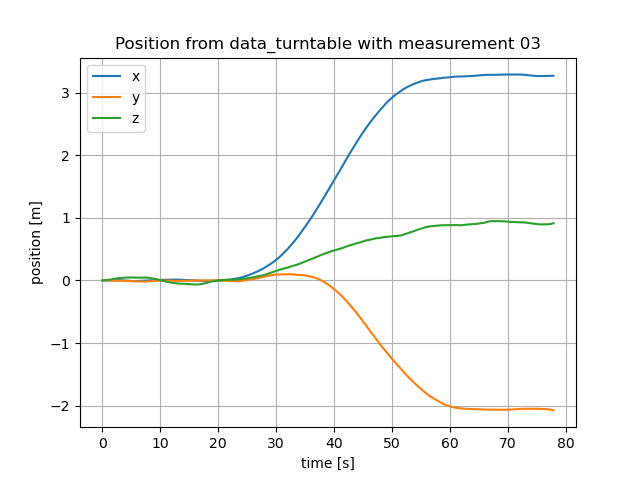 Position from data_turntable with measurement 03
x
y
z
position [m]
3
2
1
0
−1
−2
0 10 20 30 40 50 60 70 80
time [s]